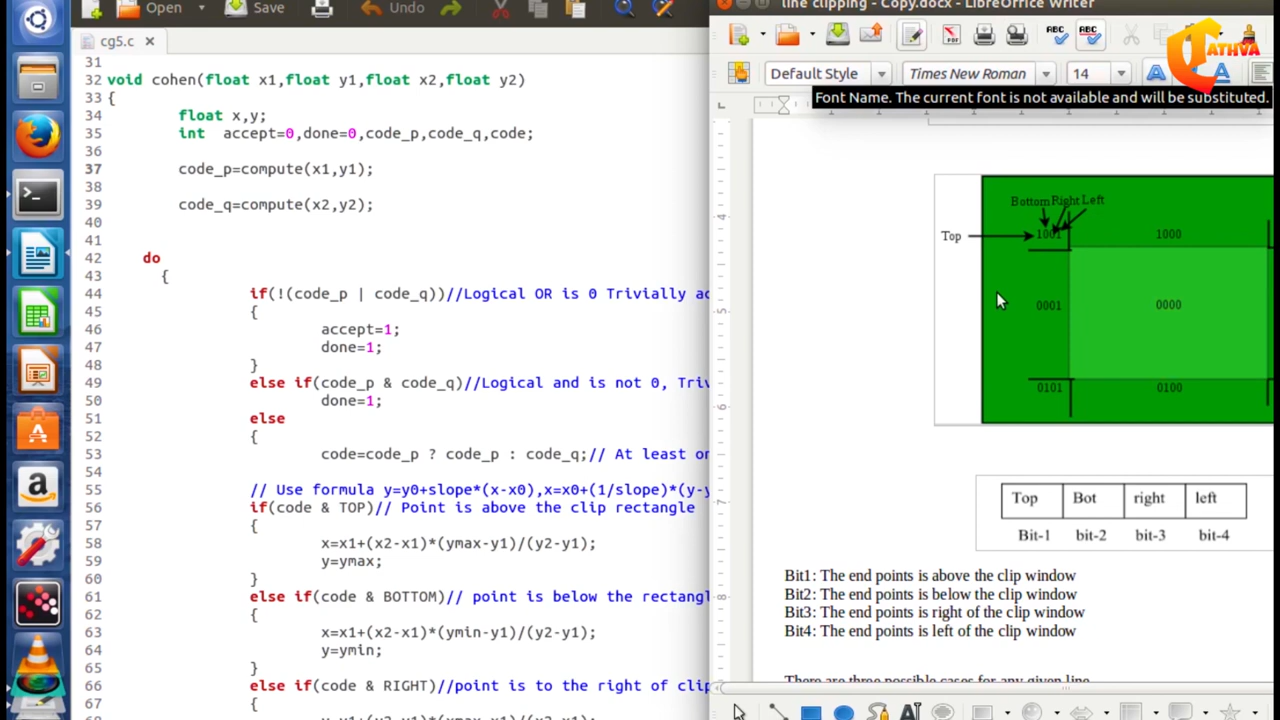 Open
Save
Undo
cg5.c
31
32 void cohen(float x1,float y1,float x2,float y2)
33 {
34 float x,y;
35 int accept=0,done=0,code_p,code_q,code;
36
37 code_p=compute(x1,y1);
38
39 code_q=compute(x2,y2);
40
41
42 do
43 {
44 if(!(code_p | code_q))//Logical OR is 0 Trivially ac
45 {
46 accept=1;
47 done=1;
48 }
49 else if(code_p & code_q)//Logical and is not 0, Triv
50 done=1;
51 else
52 {
53 code=code_p ? code_p : code_q;// At least on
54
55 // Use formula y=y0+slope*(x-x0),x=x0+(1/slope)*(y-y
56 if(code & TOP)// Point is above the clip rectangle
57 {
58 x=x1+(x2-x1)*(ymax-y1)/(y2-y1);
59 y=ymax;
60 }
61 else if(code & BOTTOM)// point is below the rectangl
62 {
63 x=x1+(x2-x1)*(ymin-y1)/(y2-y1);
64 y=ymin;
65 }
66 else if(code & RIGHT)//point is to the right of clip
67 {
line clipping - Copy.docx - LibreOffice Writer
ATHVA
Default Style
Times New Roman
14
Font Name. The current font is not available and will be substituted.
Bottom Right Left
Top 1001 1000
0001 0000
0101 0100
Top Bot right left
Bit-1 bit-2 bit-3 bit-4
Bit1: The end points is above the clip window
Bit2: The end points is below the clip window
Bit3: The end points is right of the clip window
Bit4: The end points is left of the clip window
There are three possible cases for any given line